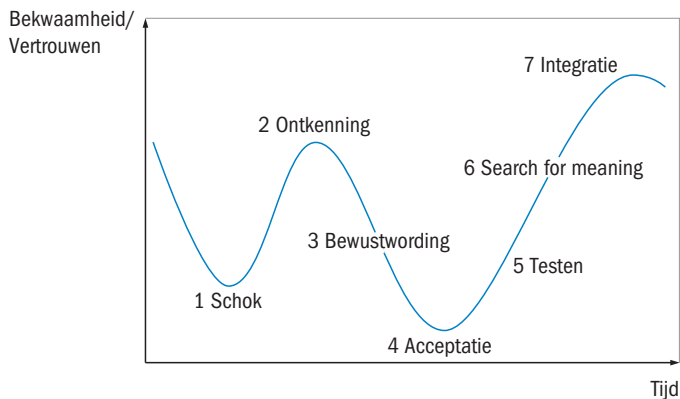 Bekwaamheid/
Vertrouwen
7 Integratie
2 Ontkenning
6 Search for meaning
3 Bewustwording
5 Testen
1 Schok
4 Acceptatie
Tijd